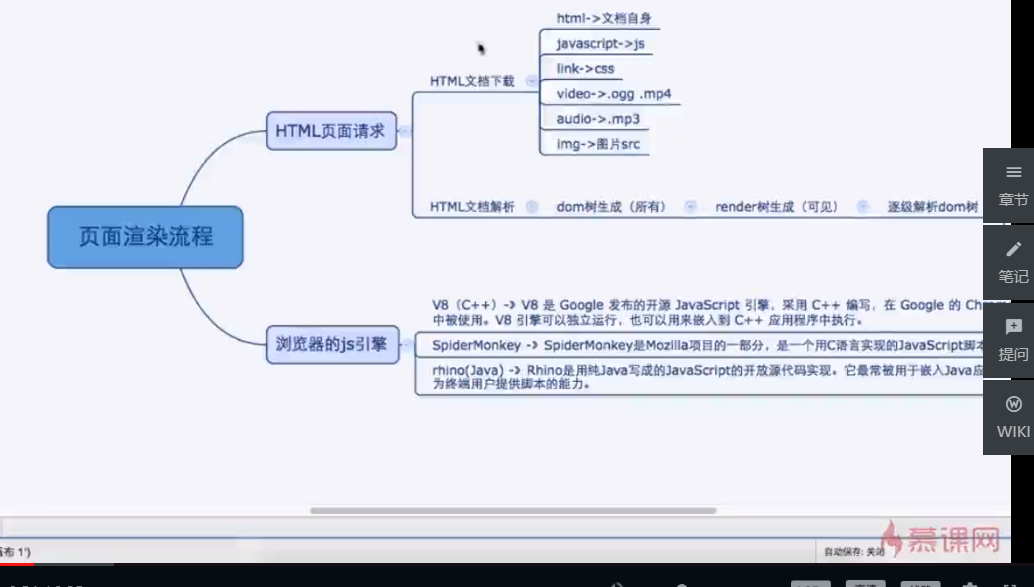 html->文档自身
javascript->js
link->css
HTML文档下载
video->.ogg .mp4
audio->.mp3
HTML页面请求
img->图片src
HTML文档解析 dom树生成（所有） render树生成（可见） 逐级解析dom树
页面渲染流程
V8（C++）-> V8 是 Google 发布的开源 JavaScript 引擎，采用 C++ 编写，在 Google 的
中被使用。V8 引擎可以独立运行，也可以用来嵌入到 C++ 应用程序中执行。
浏览器的js引擎
SpiderMonkey -> SpiderMonkey是Mozilla项目的一部分，是一个用C语言实现的JavaScript脚本
rhino(Java) -> Rhino是用纯Java写成的JavaScript的开放源代码实现。它最常被用于嵌入Java应
为终端用户提供脚本的能力。
章节
笔记
提问
WIKI
慕课网
布 1')
自动保存: 关闭